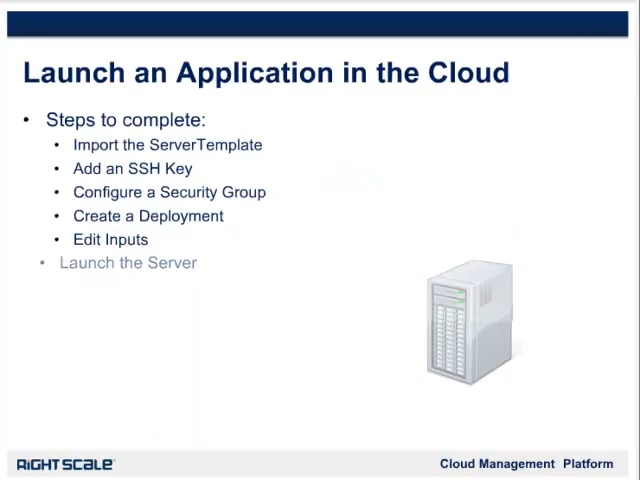 Launch an Application in the Cloud
• Steps to complete:
• Import the ServerTemplate
• Add an SSH Key
• Configure a Security Group
• Create a Deployment
• Edit Inputs
• Launch the Server
RIGHTSCALE
Cloud Management Platform